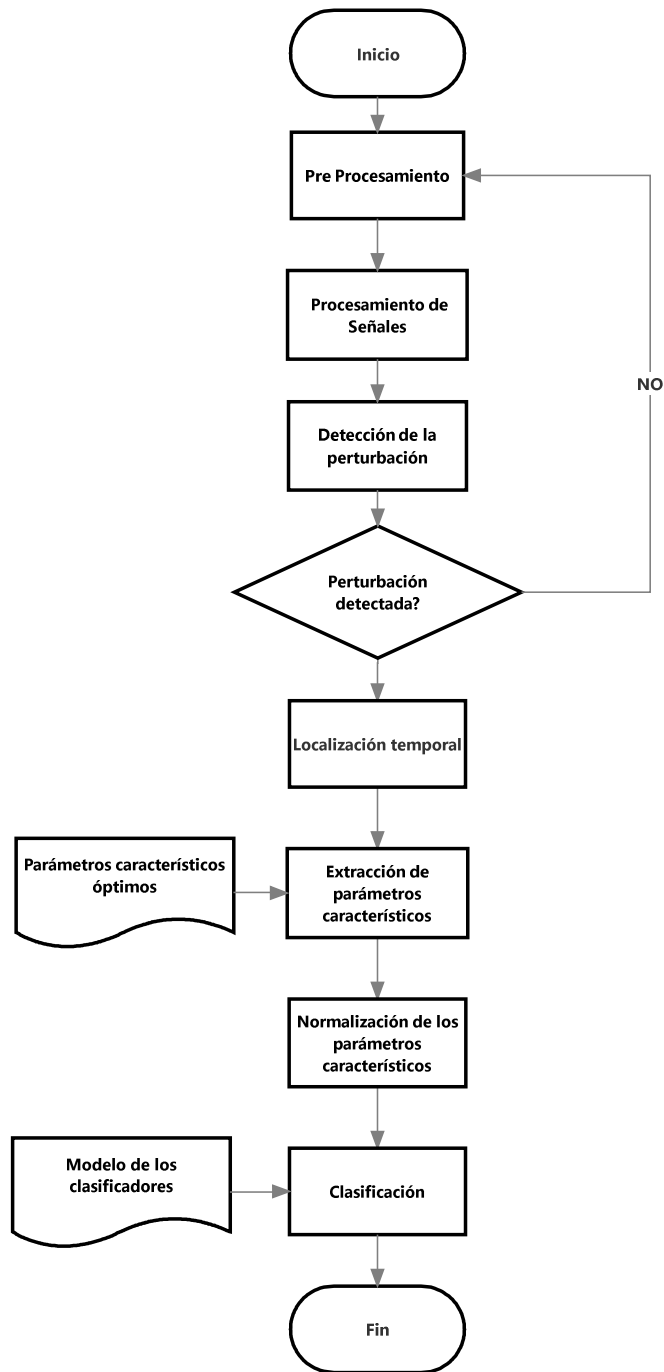 Inicio
Pre Procesamiento
Procesamiento de
Señales
NO
Detección de la
perturbación
Perturbación
detectada?
Localización temporal
Parámetros característicos
óptimos
Extracción de
parámetros
característicos
Normalización de los
parámetros
característicos
Modelo de los
clasificadores
Clasificación
Fin